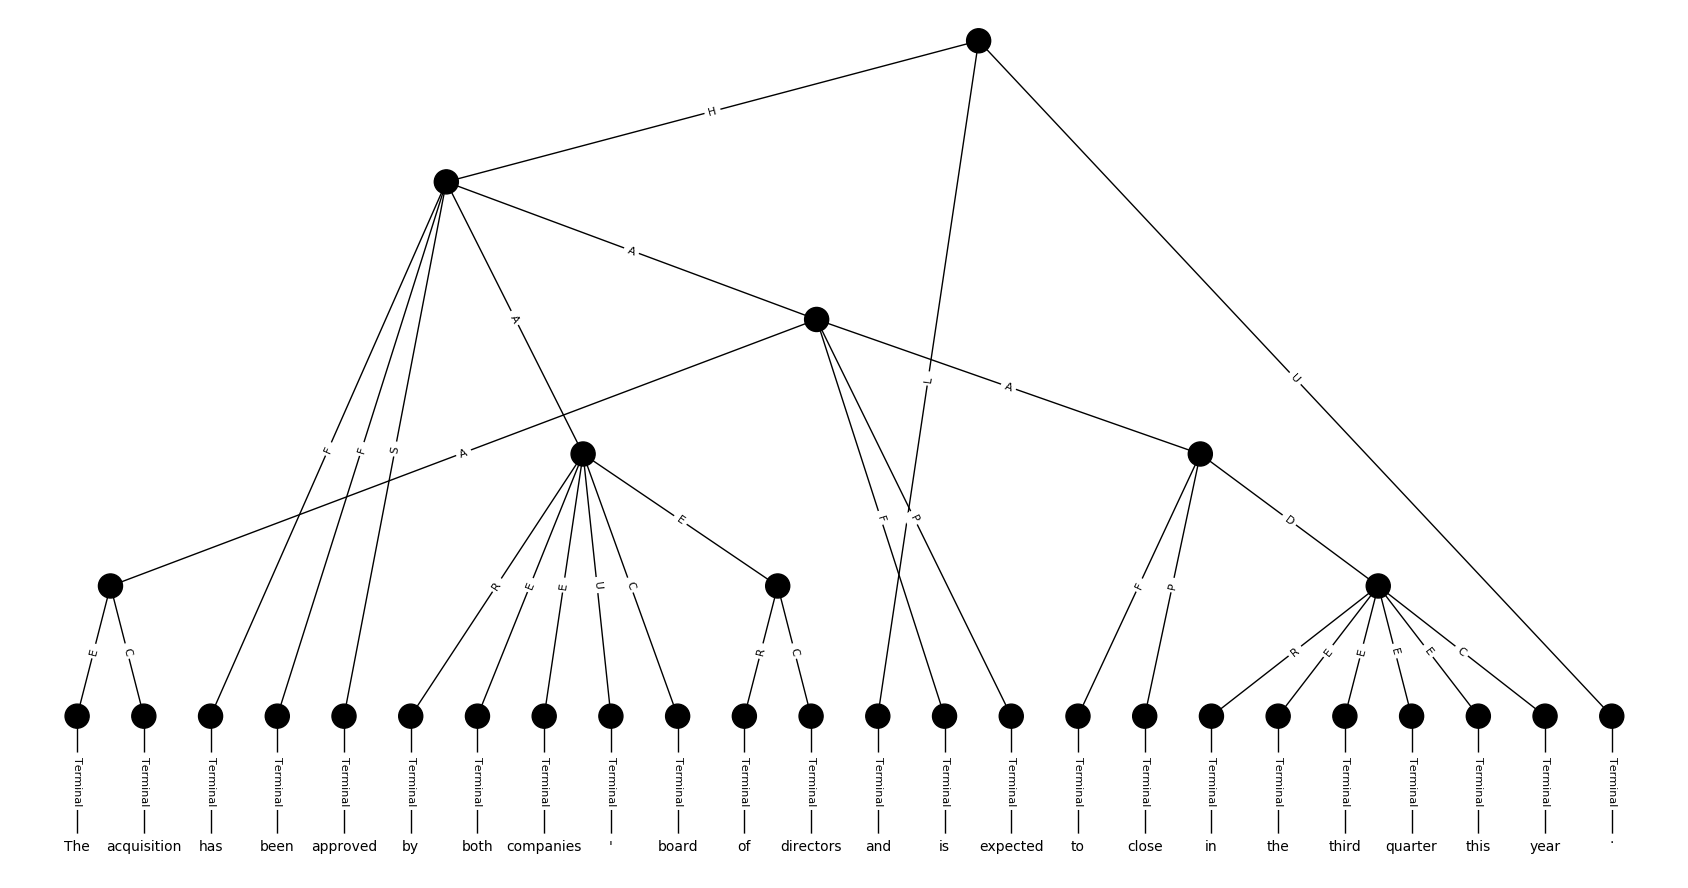 H
A
A
L
A
U
F
F
S
A
F
P
E
D
R
E
E
U
C
F
P
E
C
R
C
R
E
E
E
E
C
Terminal Terminal Terminal Terminal Terminal Terminal Terminal Terminal Terminal Terminal Terminal Terminal Terminal Terminal Terminal Terminal Terminal Terminal Terminal Terminal Terminal Terminal Terminal Terminal
The acquisition has been approved by both companies ' board of directors and is expected to close in the third quarter this year .